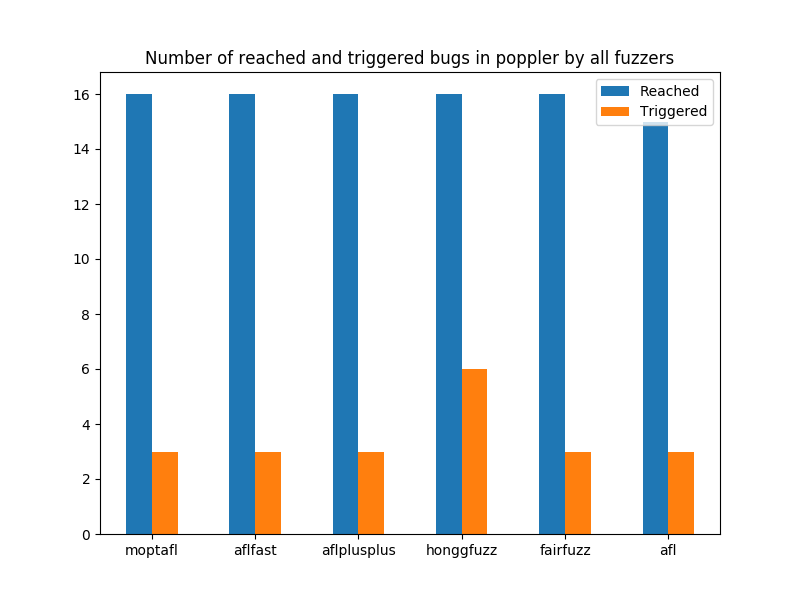 Number of reached and triggered bugs in poppler by all fuzzers
Reached
Triggered
16
14
12
10
8
6
4
2
0
moptafl aflfast aflplusplus honggfuzz fairfuzz afl